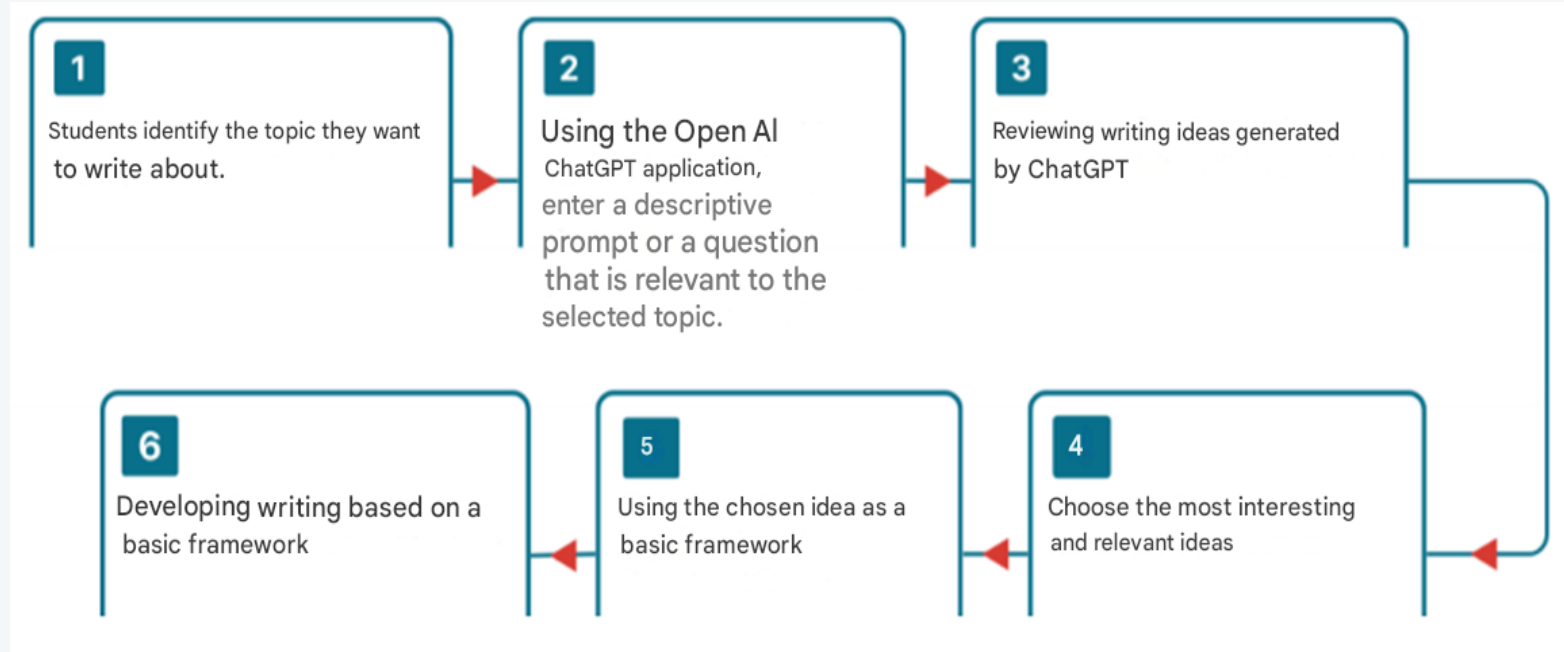 1
Students identify the topic they want
to write about.
2
Using the Open AI
ChatGPT application,
enter a descriptive
prompt or a question
that is relevant to the
selected topic.
3
Reviewing writing ideas generated
by ChatGPT
4
Choose the most interesting
and relevant ideas
5
Using the chosen idea as a
basic framework
6
Developing writing based on a
basic framework